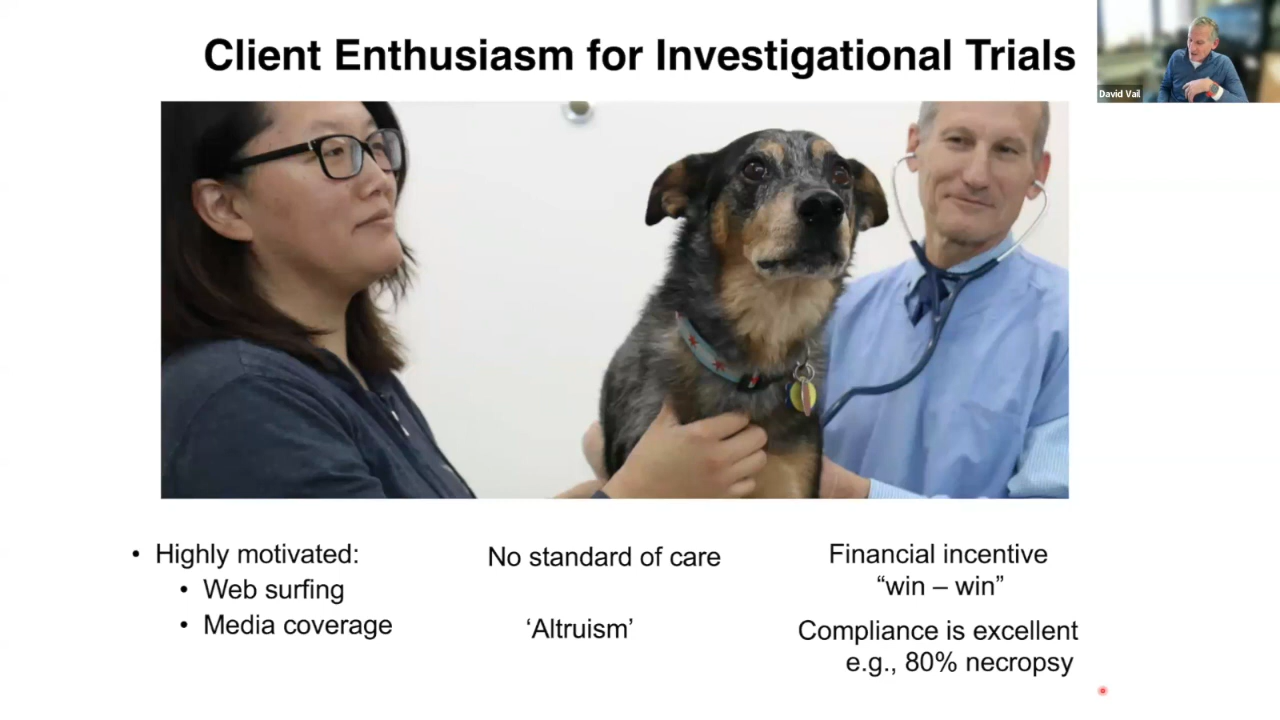 Client Enthusiasm for Investigational Trials
David Vail
• Highly motivated:
• Web surfing
• Media coverage
No standard of care
‘Altruism’
Financial incentive
“win – win”
Compliance is excellent
e.g., 80% necropsy